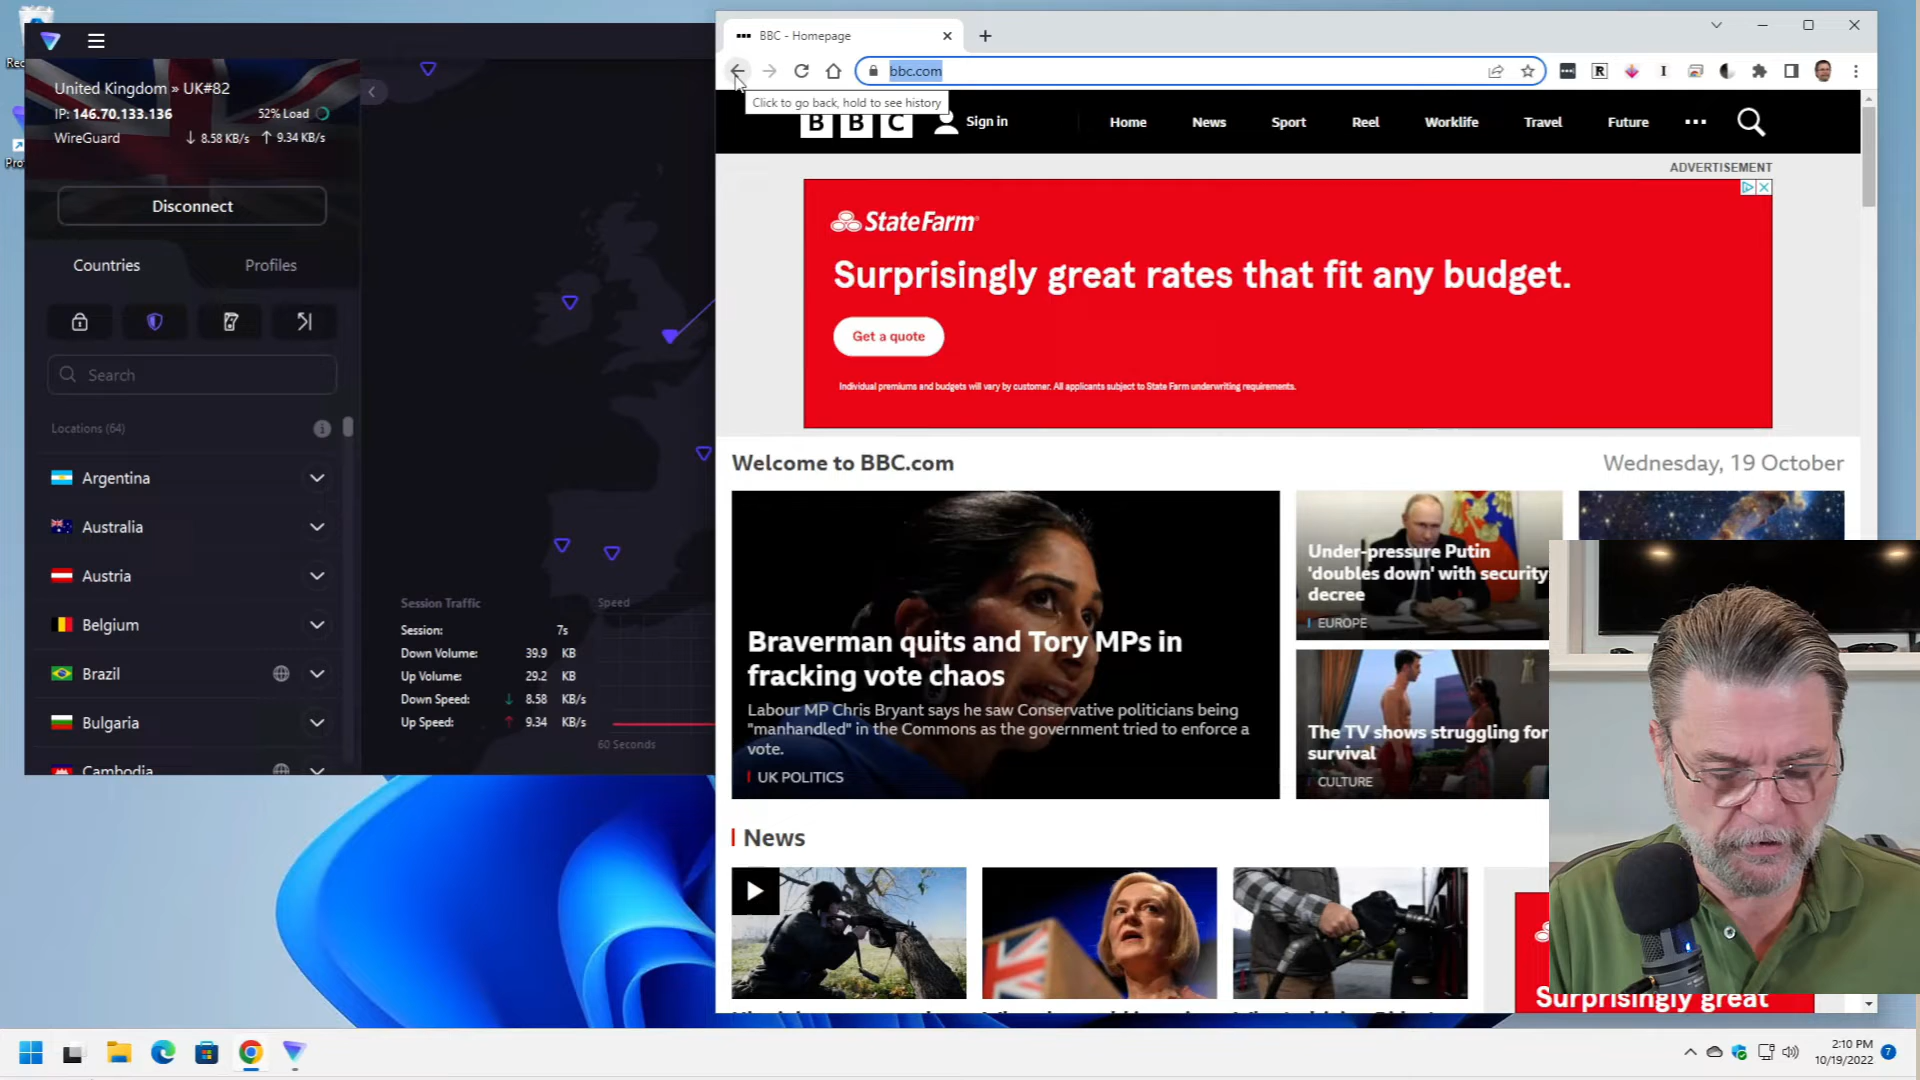 United Kingdom » UK#82
IP: 146.70.133.136
52% Load
WireGuard
↓ 8.58 KB/s ↑ 9.34 KB/s
Disconnect
Countries
Profiles
Search
Locations (64)
Argentina
Australia
Austria
Belgium
Brazil
Bulgaria
Cambodia
Session Traffic
Speed
Session: 7s
Down Volume: 39.9 KB
Up Volume: 29.2 KB
Down Speed: ↓ 8.58 KB/s
Up Speed: ↑ 9.34 KB/s
60 Seconds
BBC - Homepage
bbc.com
Click to go back, hold to see history
BBC
Sign in
Home
News
Sport
Reel
Worklife
Travel
Future
ADVERTISEMENT
StateFarm
Surprisingly great rates that fit any budget.
Get a quote
Individual premiums and budgets will vary by customer. All applicants subject to State Farm underwriting requirements.
Welcome to BBC.com
Wednesday, 19 October
Braverman quits and Tory MPs in
fracking vote chaos
Labour MP Chris Bryant says he saw Conservative politicians being
"manhandled" in the Commons as the government tried to enforce a
vote.
UK POLITICS
Under-pressure Putin
'doubles down' with security
decree
EUROPE
The TV shows struggling for
survival
CULTURE
News
Surprisingly great
2:10 PM
10/19/2022
7